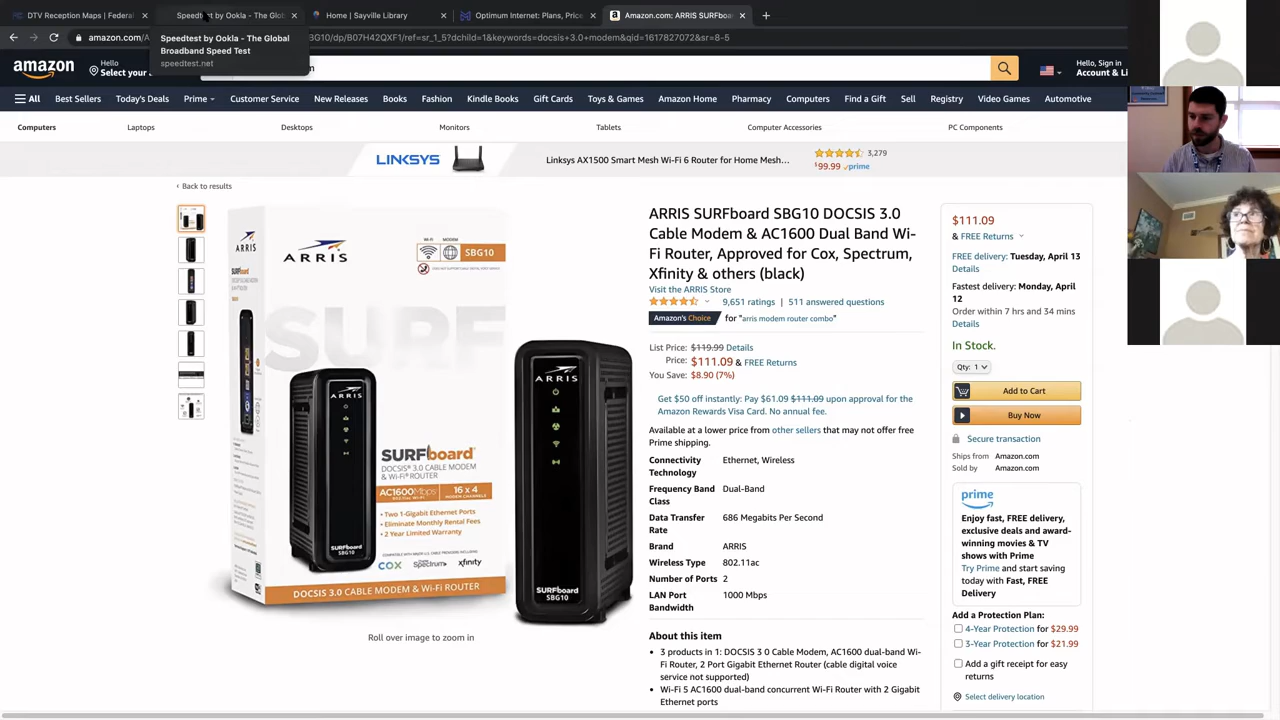 DTV Reception Maps | Federal
Speedtest by Ookla - The Glo
Home | Sayville Library
Optimum Internet: Plans, Price
Amazon.com: ARRIS SURFboa
amazon.com/A
G10/dp/B07H42QXF1/ref=sr_1_5?dchild=1&keywords=docsis+3.0+modem&qid=1617827072&sr=8-5
Speedtest by Ookla - The Global
Broadband Speed Test
speedtest.net
amazon
Hello
Select your
Hello, Sign in
Account & Li
All
Best Sellers
Today's Deals
Prime
Customer Service
New Releases
Books
Fashion
Kindle Books
Gift Cards
Toys & Games
Amazon Home
Pharmacy
Computers
Find a Gift
Sell
Registry
Video Games
Automotive
Computers
Laptops
Desktops
Monitors
Tablets
Computer Accessories
PC Components
LINKSYS
Linksys AX1500 Smart Mesh Wi-Fi 6 Router for Home Mesh...
3,279
$99.99 prime
‹ Back to results
ARRIS
SURFboard
ARRIS
WI-FI
MODEM
SBG10
SURF
ARRIS
SURFboard
DOCSIS® 3.0 CABLE MODEM
& Wi-Fi® ROUTER
AC1600Mbps
16 x 4
MODEM CHANNELS
• Two 1-Gigabit Ethernet Ports
• Eliminate Monthly Rental Fees
• 2 Year Limited Warranty
COX
Spectrum
xfinity
SURFboard
SBG10
DOCSIS 3.0 CABLE MODEM & Wi-Fi ROUTER
ARRIS
SURFboard
SBG10
Roll over image to zoom in
ARRIS SURFboard SBG10 DOCSIS 3.0
Cable Modem & AC1600 Dual Band Wi-
Fi Router, Approved for Cox, Spectrum,
Xfinity & others (black)
Visit the ARRIS Store
9,651 ratings | 511 answered questions
Amazon's Choice for "arris modem router combo"
List Price: $119.99 Details
Price: $111.09 & FREE Returns
You Save: $8.90 (7%)
Get $50 off instantly: Pay $61.09 $111.09 upon approval for the
Amazon Rewards Visa Card. No annual fee.
Available at a lower price from other sellers that may not offer free
Prime shipping.
Connectivity Ethernet, Wireless
Technology
Frequency Band Dual-Band
Class
Data Transfer 686 Megabits Per Second
Rate
Brand ARRIS
Wireless Type 802.11ac
Number of Ports 2
LAN Port 1000 Mbps
Bandwidth
About this item
• 3 products in 1: DOCSIS 3 0 Cable Modem, AC1600 dual-band Wi-
Fi Router, 2 Port Gigabit Ethernet Router (cable digital voice
service not supported)
• Wi-Fi 5 AC1600 dual-band concurrent Wi-Fi Router with 2 Gigabit
Ethernet ports
$111.09
& FREE Returns
FREE delivery: Tuesday, April 13
Details
Fastest delivery: Monday, April
12
Order within 7 hrs and 34 mins
Details
In Stock.
Qty: 1
Add to Cart
Buy Now
Secure transaction
Ships from Amazon.com
Sold by Amazon.com
prime
Enjoy fast, FREE delivery,
exclusive deals and award-
winning movies & TV
shows with Prime
Try Prime and start saving
today with Fast, FREE
Delivery
Add a Protection Plan:
4-Year Protection for $29.99
3-Year Protection for $21.99
Add a gift receipt for easy
returns
Select delivery location